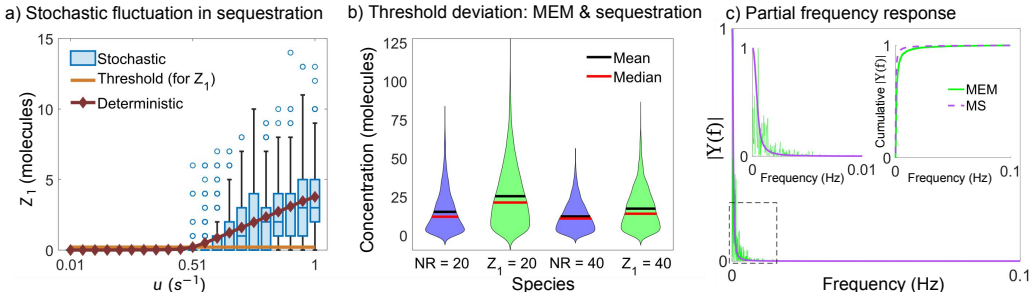 a) Stochastic fluctuation in sequestration
15
10
5
0
Z₁ (molecules)
Stochastic
Threshold (for Z₁)
Deterministic
0.01
0.51
1
u (s⁻¹)
b) Threshold deviation: MEM & sequestration
125
100
75
50
25
0
Concentration (molecules)
Mean
Median
NR = 20
Z₁ = 20
NR = 40
Z₁ = 40
Species
c) Partial frequency response
1
|Y(f)|
0
0
0.1
Frequency (Hz)
1
0
0
0.01
Frequency (Hz)
1
Cumulative |Y(f)|
MEM
MS
0
0.1
Frequency (Hz)